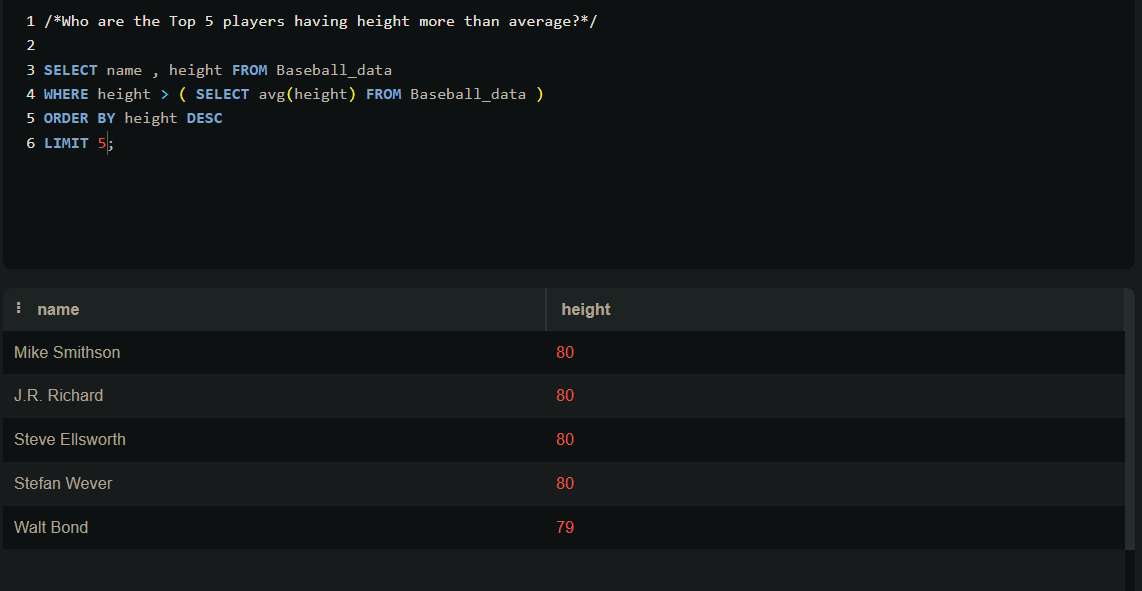 1 /*Who are the Top 5 players having height more than average?*/
2
3 SELECT name , height FROM Baseball_data
4 WHERE height > ( SELECT avg(height) FROM Baseball_data )
5 ORDER BY height DESC
6 LIMIT 5;
name height
Mike Smithson 80
J.R. Richard 80
Steve Ellsworth 80
Stefan Wever 80
Walt Bond 79